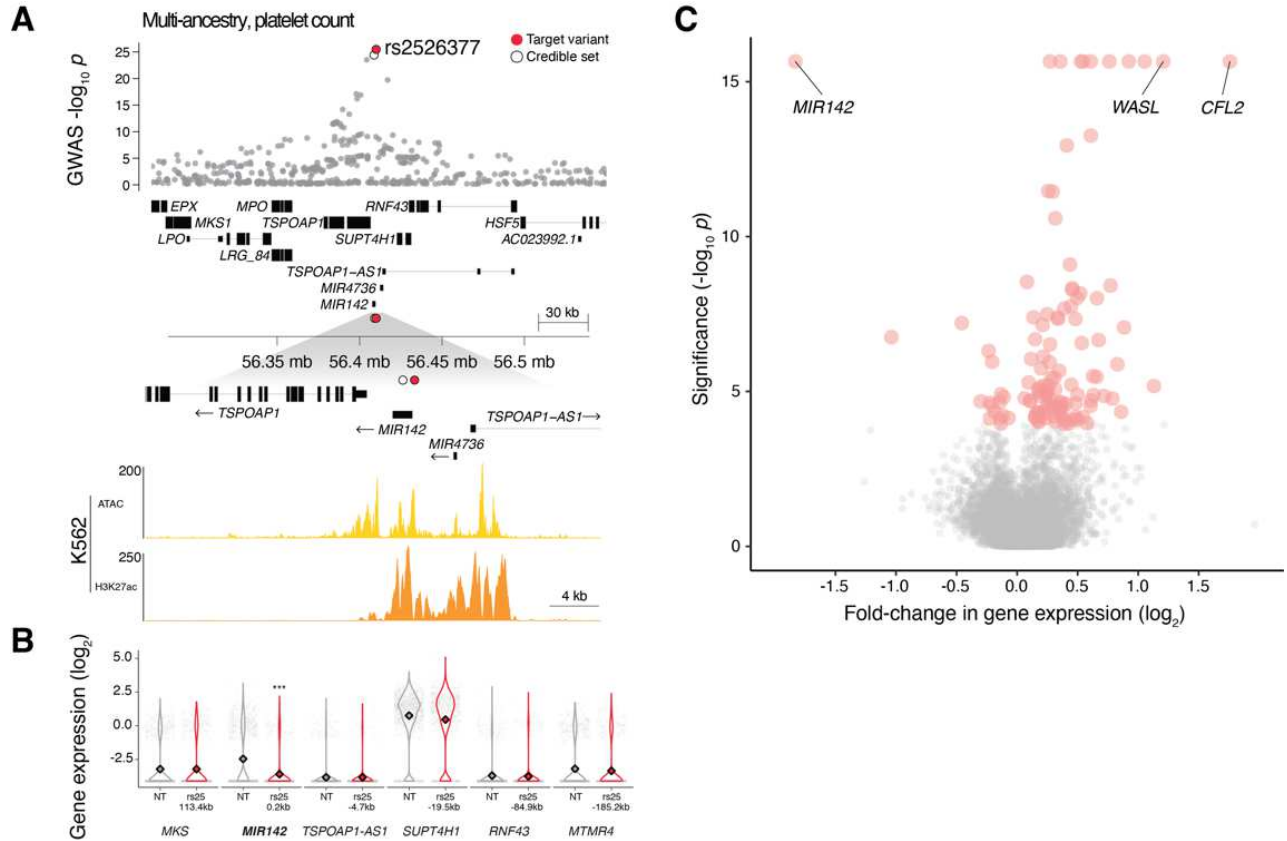 A
Multi-ancestry, platelet count
GWAS -log10 p
25
20
15
10
5
0
rs2526377
Target variant
Credible set
EPX MPO RNF43
MKS1 TSPOAP1 HSF5
LPO SUPT4H1 AC023992.1
LRG_84
TSPOAP1-AS1
MIR4736
MIR142
30 kb
56.35 mb 56.4 mb 56.45 mb 56.5 mb
← TSPOAP1
TSPOAP1-AS1→
← MIR142
MIR4736
←
K562
200
ATAC
250
H3K27ac
4 kb
B
Gene expression (log2)
5.0
2.5
0.0
-2.5
***
NT rs25 NT rs25 NT rs25 NT rs25 NT rs25 NT rs25
113.4kb 0.2kb -4.7kb -19.5kb -84.9kb -185.2kb
MKS MIR142 TSPOAP1-AS1 SUPT4H1 RNF43 MTMR4
C
Significance (-log10 p)
15
10
5
0
MIR142 WASL CFL2
-1.5 -1.0 -0.5 0.0 0.5 1.0 1.5
Fold-change in gene expression (log2)